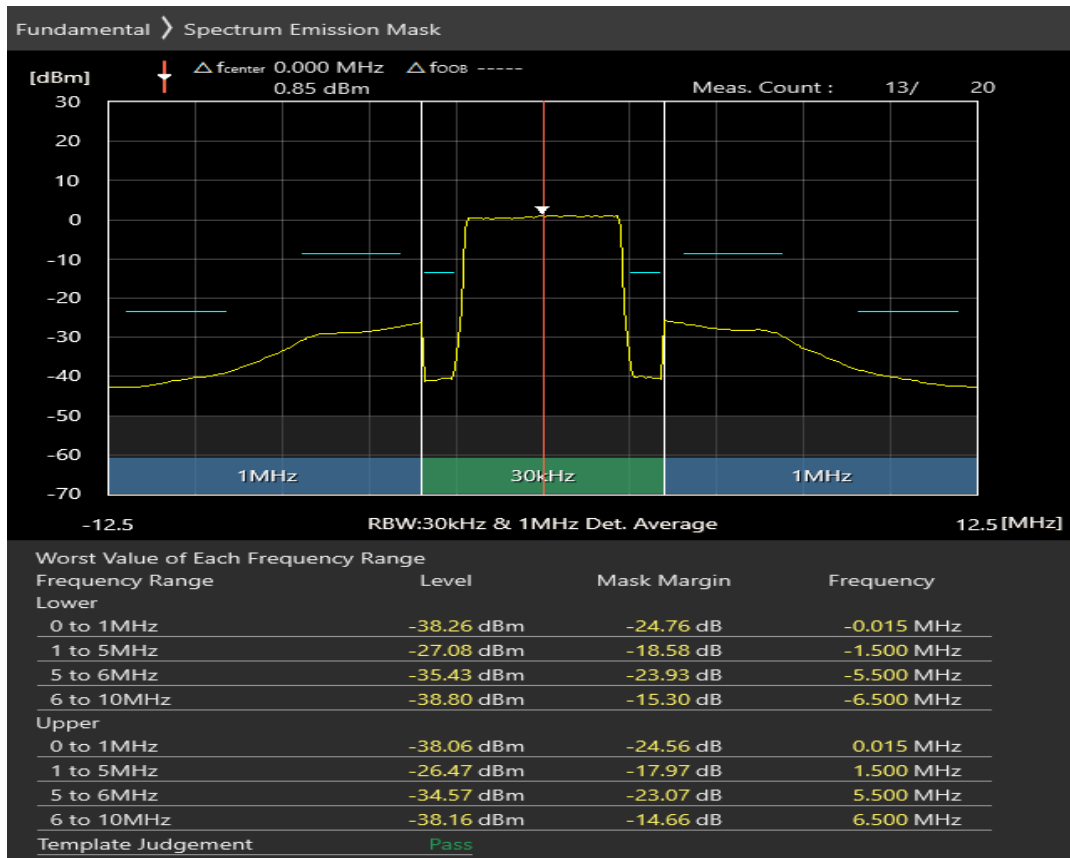 Fundamental ❯ Spectrum Emission Mask
[dBm] △ fcenter 0.000 MHz △ fOOB -----
0.85 dBm Meas. Count : 13/ 20
30
20
10
0
-10
-20
-30
-40
-50
-60
1MHz 30kHz 1MHz
-70
-12.5 RBW:30kHz & 1MHz Det. Average 12.5 [MHz]
Worst Value of Each Frequency Range
Frequency Range Level Mask Margin Frequency
Lower
0 to 1MHz -38.26 dBm -24.76 dB -0.015 MHz
1 to 5MHz -27.08 dBm -18.58 dB -1.500 MHz
5 to 6MHz -35.43 dBm -23.93 dB -5.500 MHz
6 to 10MHz -38.80 dBm -15.30 dB -6.500 MHz
Upper
0 to 1MHz -38.06 dBm -24.56 dB 0.015 MHz
1 to 5MHz -26.47 dBm -17.97 dB 1.500 MHz
5 to 6MHz -34.57 dBm -23.07 dB 5.500 MHz
6 to 10MHz -38.16 dBm -14.66 dB 6.500 MHz
Template Judgement Pass